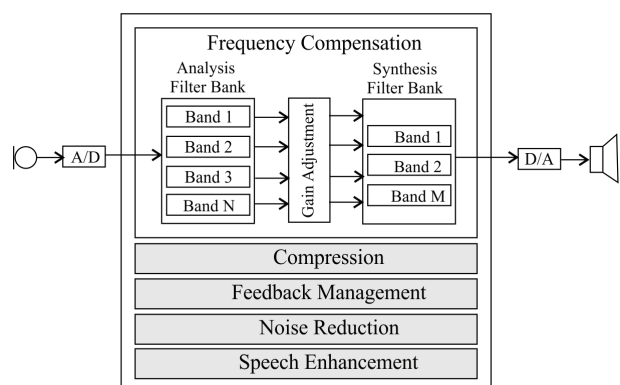 Frequency Compensation
Analysis
Filter Bank
Synthesis
Filter Bank
A/D
Band 1
Band 2
Band 3
Band N
Gain Adjustment
Band 1
Band 2
Band M
D/A
Compression
Feedback Management
Noise Reduction
Speech Enhancement